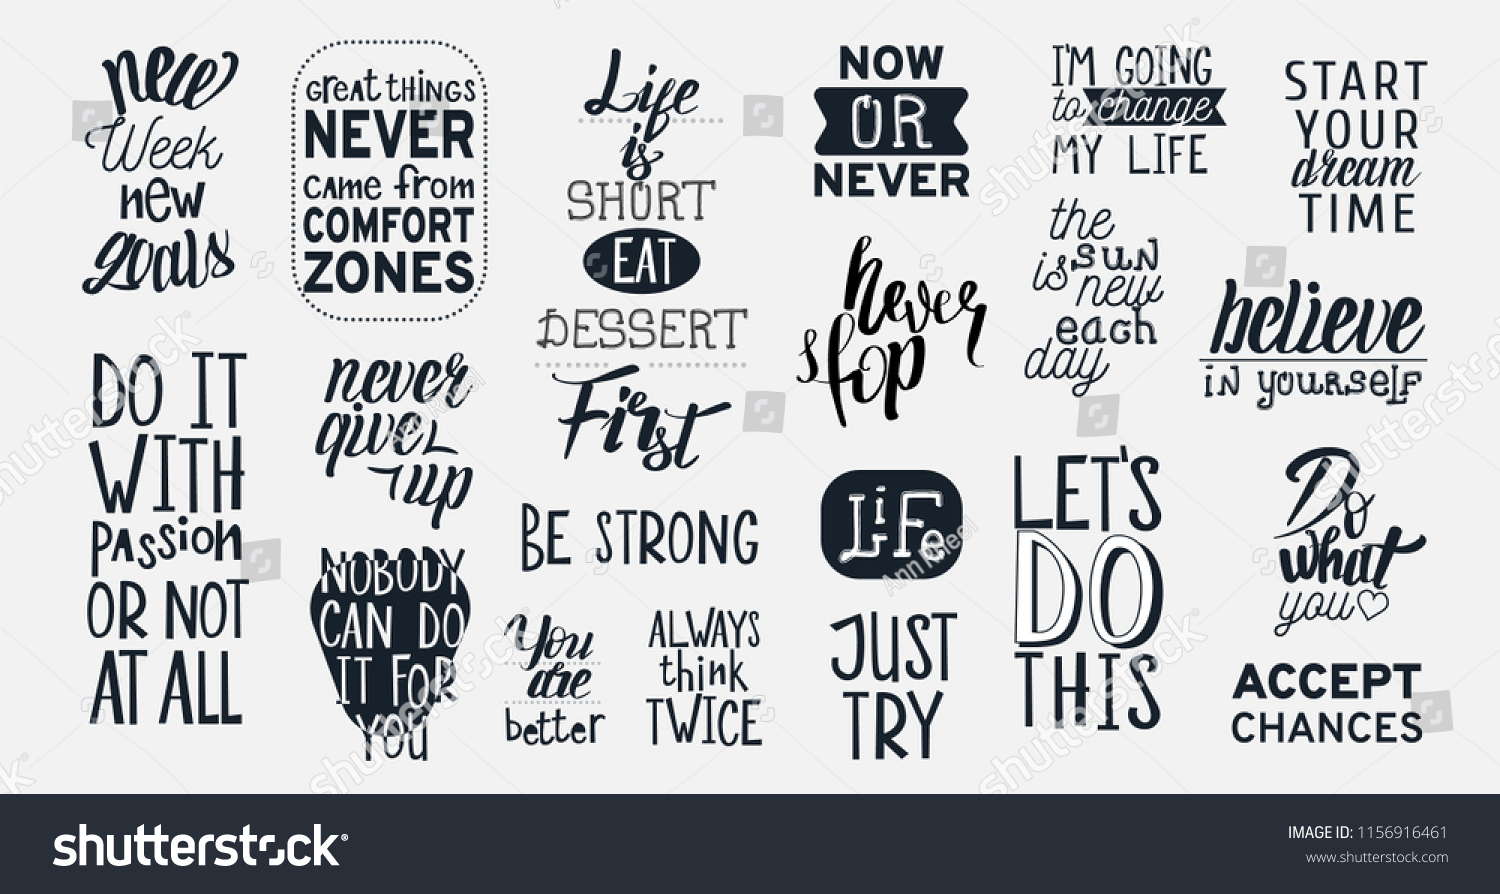 new
Week
new
goals
Great things
NEVER
came from
COMFORT
ZONES
Life
is
SHORT
EAT
DESSERT
First
NOW
OR
NEVER
I'M GOING
to change
MY LIFE
START
YOUR
dream
TIME
the
sun
is new
each
day
never
stop
believe
in yourself
DO IT
WITH
PAssion
OR NOT
AT ALL
never
give
up
NOBODY
CAN DO
IT FOR
YOU
BE STRONG
You
are
better
ALWAYS
think
TWICE
LiFe
JUST
TRY
LET'S
DO
THIS
Do
what
you
ACCEPT
CHANCES
shutterstock
Ann Kneel
shutterstock
IMAGE ID: 1156916461
www.shutterstock.com